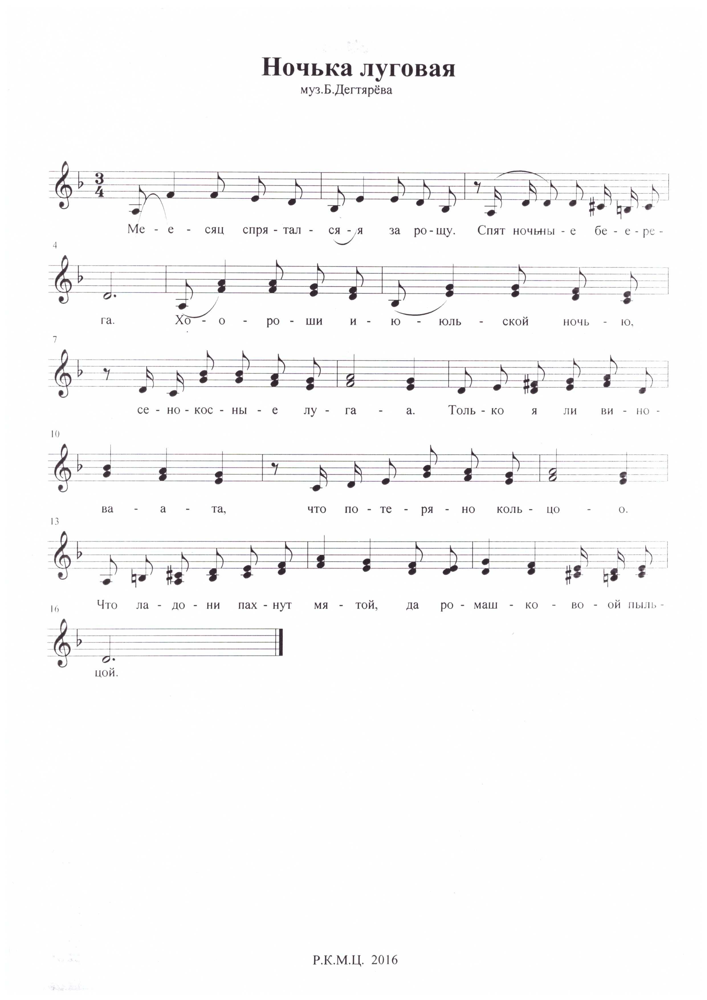 Ночька луговая
муз.Б.Дегтярёва
3
4
Ме - е - сяц спря - тал - ся - я за ро - щу. Спят ночьны - е бе - е - ре -
4
га. Хо - о - ро - ши и - ю - юль - ской ночь - ю,
7
се - но - кос - ны - е лу - га - а. Толь - ко я ли ви - но -
10
ва - а - та, что по - те - ря - но коль - цо - о.
13
Что ла - до - ни пах - нут мя - той, да ро - маш - ко - во - ой пыль -
16
цой.
Р.К.М.Ц. 2016